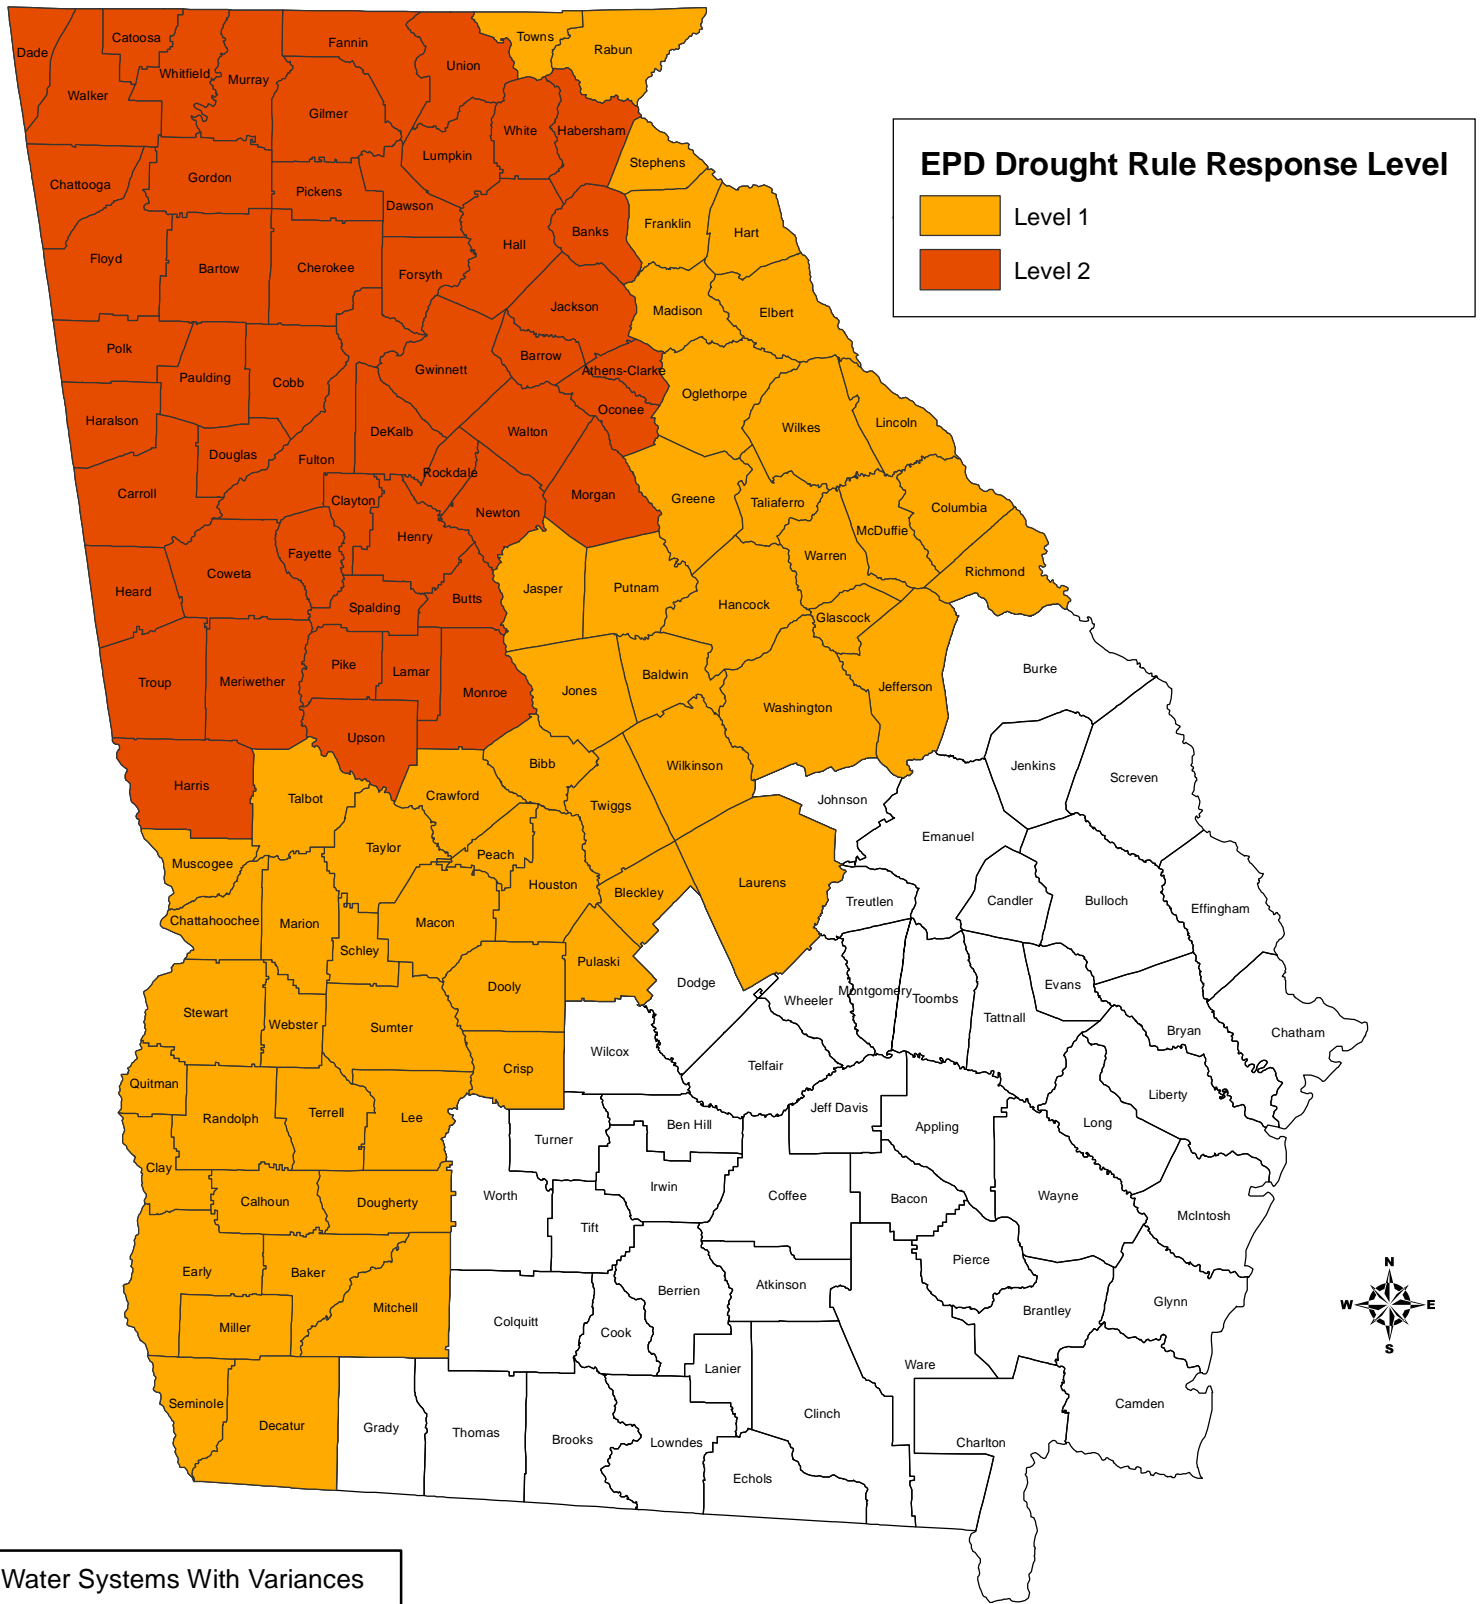 Towns
Rabun
Catoosa
Fannin
Dade
Union
Whitfield
Murray
Walker
Gilmer
White
Habersham
Lumpkin
Stephens
Chattooga
Gordon
Pickens
Dawson
Franklin
Hart
Banks
Hall
Floyd
Bartow
Cherokee
Forsyth
Jackson
Madison
Elbert
Polk
Paulding
Cobb
Gwinnett
Barrow
Athens-Clarke
Oglethorpe
Oconee
Haralson
DeKalb
Walton
Wilkes
Lincoln
Douglas
Fulton
Rockdale
Carroll
Clayton
Newton
Morgan
Greene
Taliaferro
Columbia
McDuffie
Henry
Fayette
Warren
Richmond
Coweta
Heard
Spalding
Butts
Jasper
Putnam
Hancock
Glascock
Pike
Lamar
Monroe
Jones
Baldwin
Burke
Troup
Meriwether
Jefferson
Washington
Upson
Bibb
Wilkinson
Jenkins
Screven
Harris
Talbot
Crawford
Twiggs
Johnson
Emanuel
Taylor
Peach
Muscogee
Houston
Bleckley
Laurens
Treutlen
Candler
Bulloch
Effingham
Chattahoochee
Marion
Macon
Schley
Pulaski
Dodge
Dooly
Wheeler
Montgomery
Toombs
Evans
Tattnall
Stewart
Webster
Sumter
Bryan
Chatham
Wilcox
Telfair
Crisp
Quitman
Randolph
Terrell
Lee
Liberty
Jeff Davis
Long
Turner
Ben Hill
Appling
Clay
Calhoun
Dougherty
Worth
Irwin
Coffee
Bacon
Wayne
McIntosh
Tift
Early
Baker
Pierce
Mitchell
Berrien
Atkinson
Brantley
Glynn
Miller
Colquitt
Cook
Lanier
Ware
Seminole
Decatur
Grady
Thomas
Brooks
Lowndes
Clinch
Camden
Charlton
Echols
EPD Drought Rule Response Level
Level 1
Level 2
N
W
E
S
Water Systems With Variances